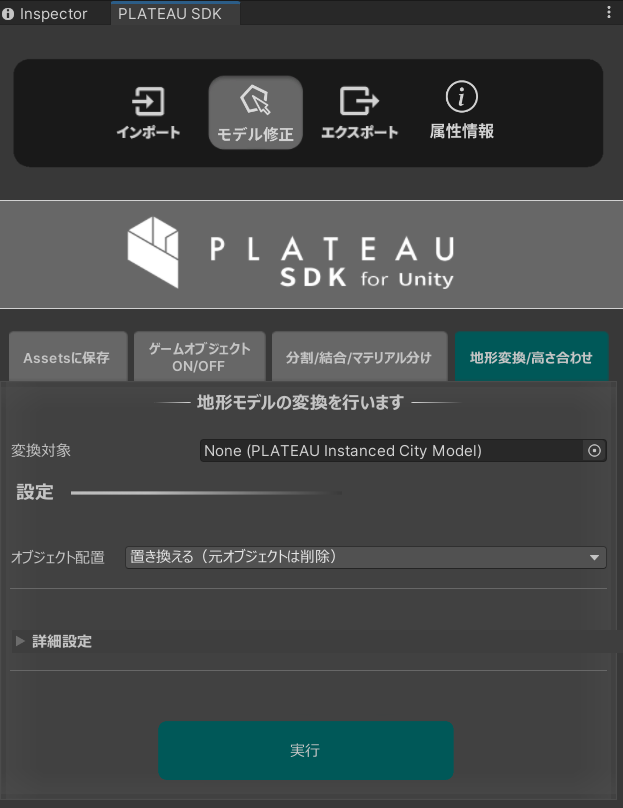 Inspector
PLATEAU SDK
インポート
モデル修正
エクスポート
属性情報
PLATEAU
SDK for Unity
Assetsに保存
ゲームオブジェクト
ON/OFF
分割/結合/マテリアル分け
地形変換/高さ合わせ
地形モデルの変換を行います
変換対象
None (PLATEAU Instanced City Model)
設定
オブジェクト配置
置き換える（元オブジェクトは削除）
詳細設定
実行